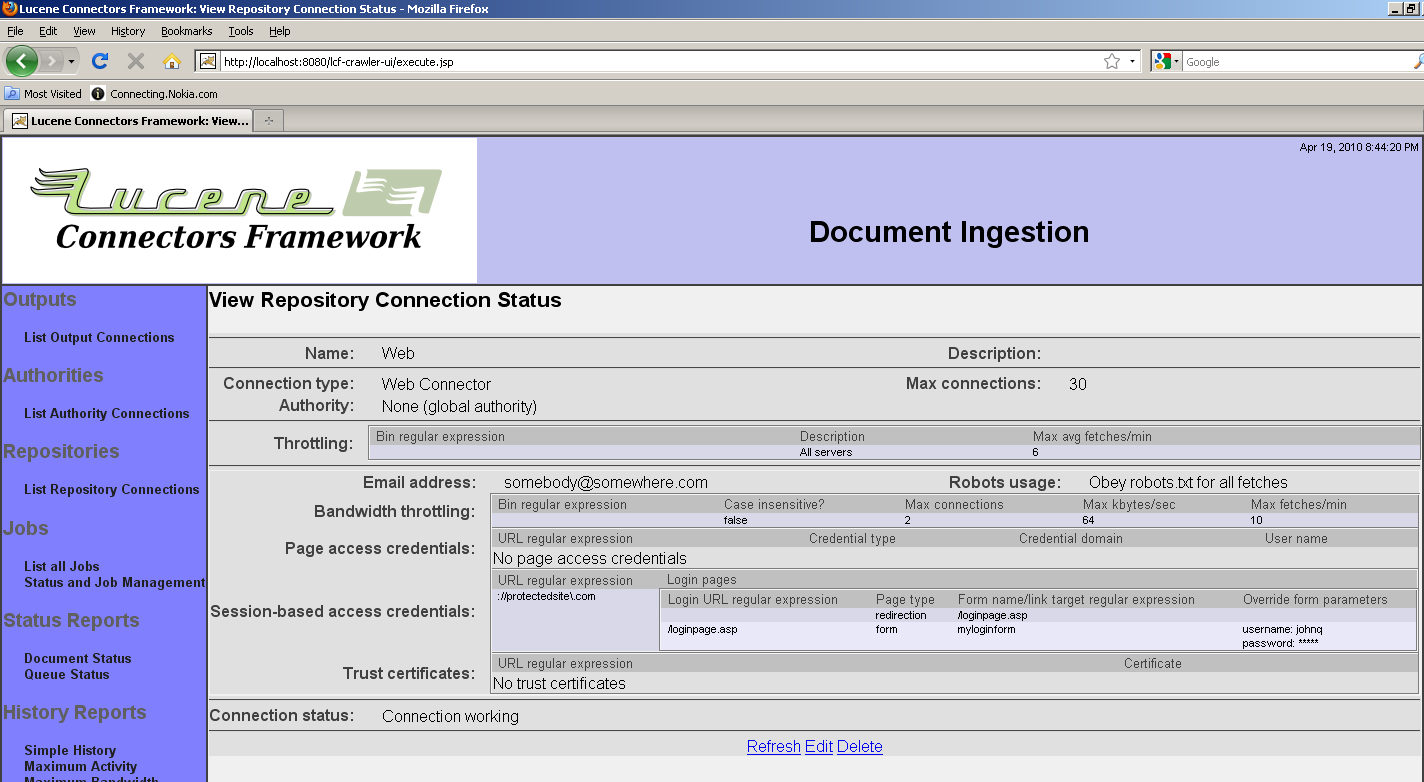 Lucene Connectors Framework: View Repository Connection Status - Mozilla Firefox
File Edit View History Bookmarks Tools Help
http://localhost:8080/lcf-crawler-ui/execute.jsp
Google
Most Visited Connecting.Nokia.com
Lucene Connectors Framework: View...
Apr 19, 2010 8:44:20 PM
Lucene
Connectors Framework
Document Ingestion
Outputs
List Output Connections
Authorities
List Authority Connections
Repositories
List Repository Connections
Jobs
List all Jobs
Status and Job Management
Status Reports
Document Status
Queue Status
History Reports
Simple History
Maximum Activity
Maximum Bandwidth
View Repository Connection Status
Name: Web Description:
Connection type: Web Connector Max connections: 30
Authority: None (global authority)
Throttling: Bin regular expression Description Max avg fetches/min
All servers 6
Email address: somebody@somewhere.com Robots usage: Obey robots.txt for all fetches
Bandwidth throttling: Bin regular expression Case insensitive? Max connections Max kbytes/sec Max fetches/min
false 2 64 10
Page access credentials: URL regular expression Credential type Credential domain User name
No page access credentials
Session-based access credentials: URL regular expression Login pages
://protectedsite\.com Login URL regular expression Page type Form name/link target regular expression Override form parameters
redirection /loginpage.asp
/loginpage.asp form myloginform username: johnq
password: *****
Trust certificates: URL regular expression Certificate
No trust certificates
Connection status: Connection working
Refresh Edit Delete